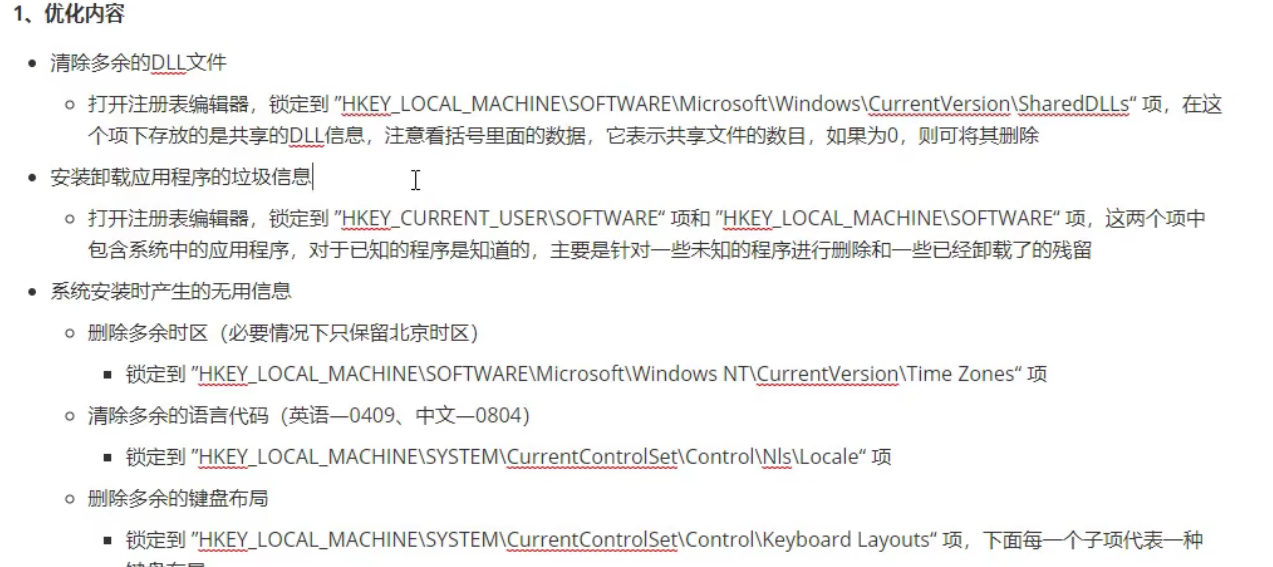 1、优化内容
• 清除多余的DLL文件
○ 打开注册表编辑器，锁定到 ”HKEY_LOCAL_MACHINE\SOFTWARE\Microsoft\Windows\CurrentVersion\SharedDLLs“ 项，在这
个项下存放的是共享的DLL信息，注意看括号里面的数据，它表示共享文件的数目，如果为0，则可将其删除
• 安装卸载应用程序的垃圾信息
○ 打开注册表编辑器，锁定到 ”HKEY_CURRENT_USER\SOFTWARE“ 项和 ”HKEY_LOCAL_MACHINE\SOFTWARE“ 项，这两个项中
包含系统中的应用程序，对于已知的程序是知道的，主要是针对一些未知的程序进行删除和一些已经卸载了的残留
• 系统安装时产生的无用信息
○ 删除多余时区（必要情况下只保留北京时区）
▪ 锁定到 ”HKEY_LOCAL_MACHINE\SOFTWARE\Microsoft\Windows NT\CurrentVersion\Time Zones“ 项
○ 清除多余的语言代码（英语—0409、中文—0804）
▪ 锁定到 ”HKEY_LOCAL_MACHINE\SYSTEM\CurrentControlSet\Control\Nls\Locale“ 项
○ 删除多余的键盘布局
▪ 锁定到 ”HKEY_LOCAL_MACHINE\SYSTEM\CurrentControlSet\Control\Keyboard Layouts“ 项，下面每一个子项代表一种